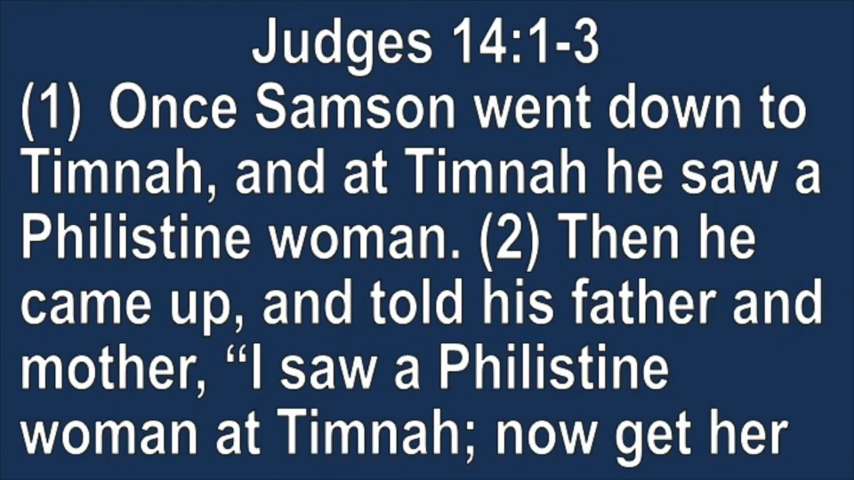 Judges 14:1-3
(1) Once Samson went down to
Timnah, and at Timnah he saw a
Philistine woman. (2) Then he
came up, and told his father and
mother, “I saw a Philistine
woman at Timnah; now get her